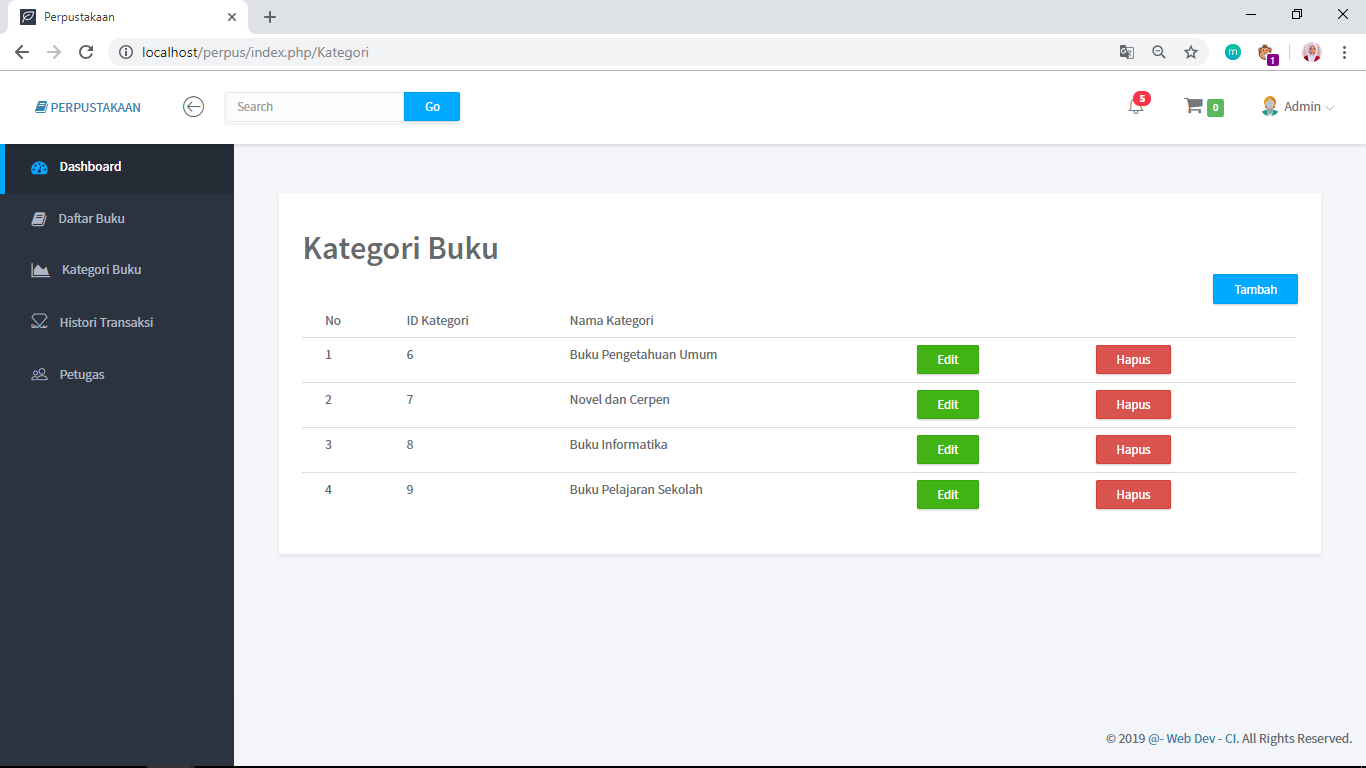 Perpustakaan
localhost/perpus/index.php/Kategori
m
1
PERPUSTAKAAN
Search
Go
5
0
Admin
Dashboard
Daftar Buku
Kategori Buku
Histori Transaksi
Petugas
Kategori Buku
Tambah
No ID Kategori Nama Kategori
1 6 Buku Pengetahuan Umum Edit Hapus
2 7 Novel dan Cerpen Edit Hapus
3 8 Buku Informatika Edit Hapus
4 9 Buku Pelajaran Sekolah Edit Hapus
© 2019 @- Web Dev - CI. All Rights Reserved.